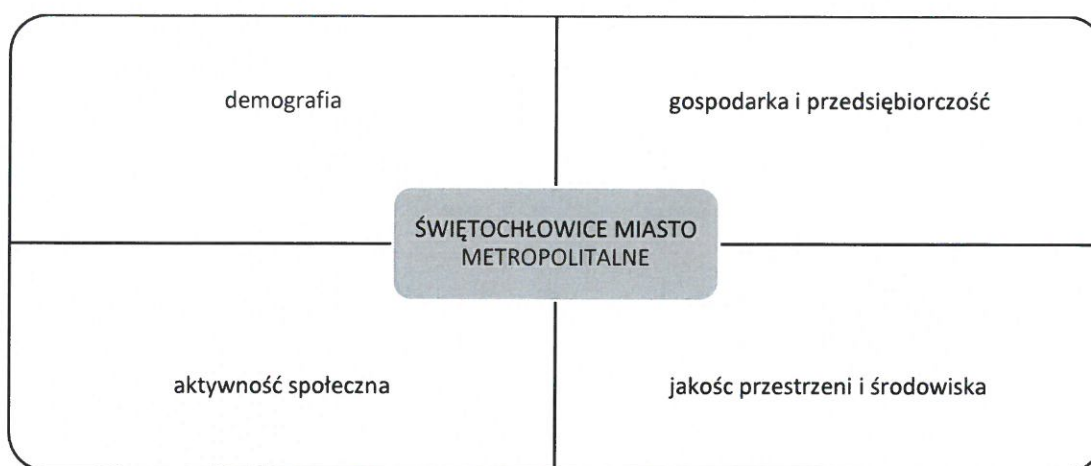 demografia
gospodarka i przedsiębiorczość
ŚWIĘTOCHŁOWICE MIASTO
METROPOLITALNE
aktywność społeczna
jakośc przestrzeni i środowiska